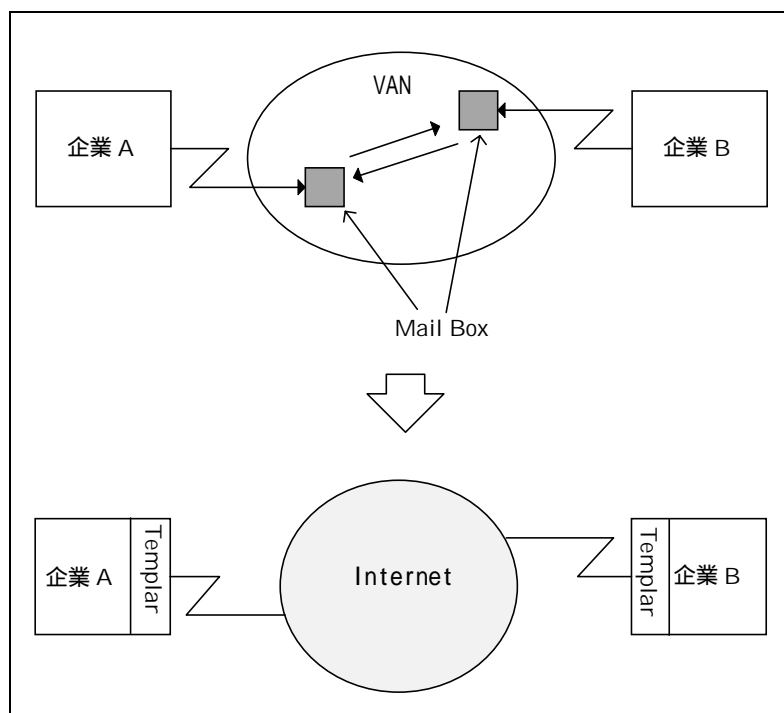 VAN
企業 A
企業 B
Mail Box
Templar
企業 A
Internet
Templar
企業 B